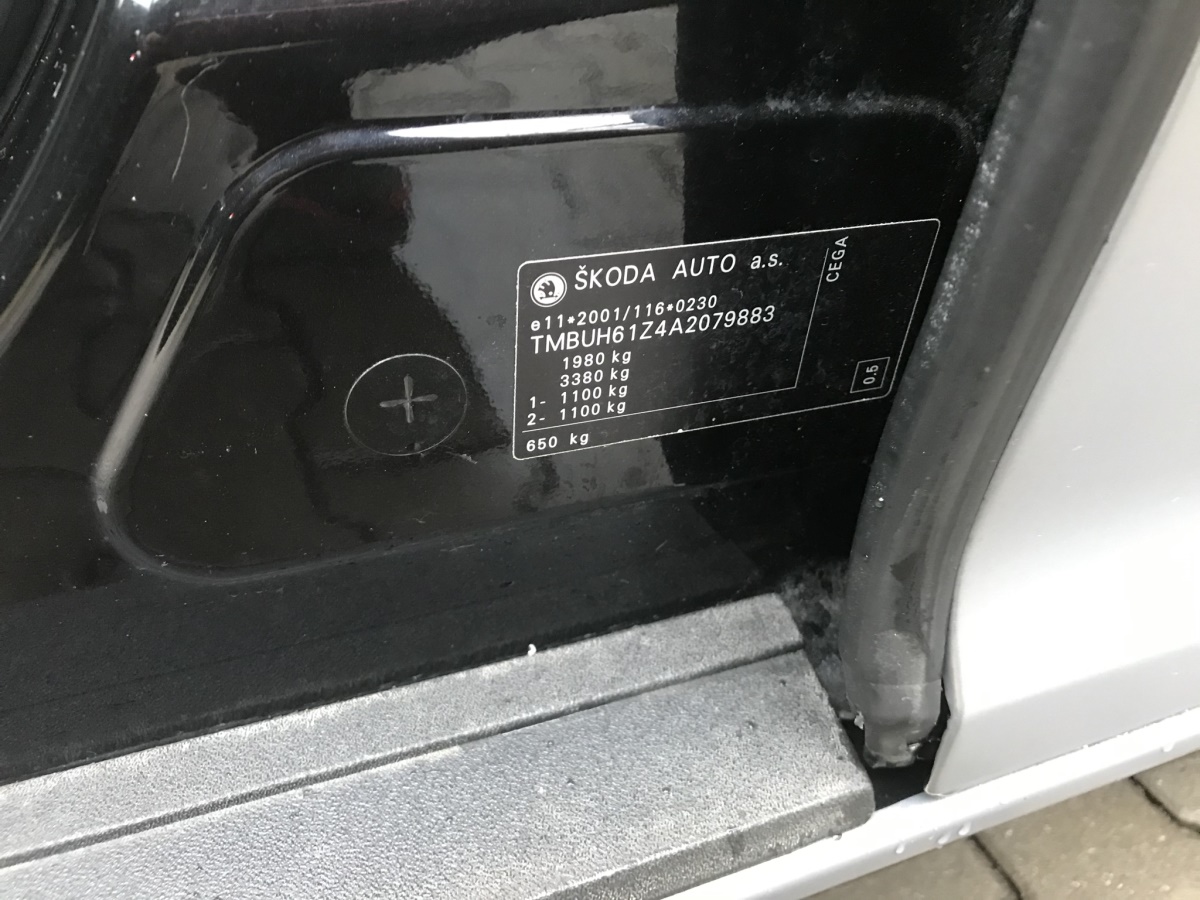 ŠKODA AUTO a.s.
e11*2001/116*0230
TMBUH61Z4A2079883
1980 kg
3380 kg
1- 1100 kg
2- 1100 kg
650 kg
CEGA
0.5